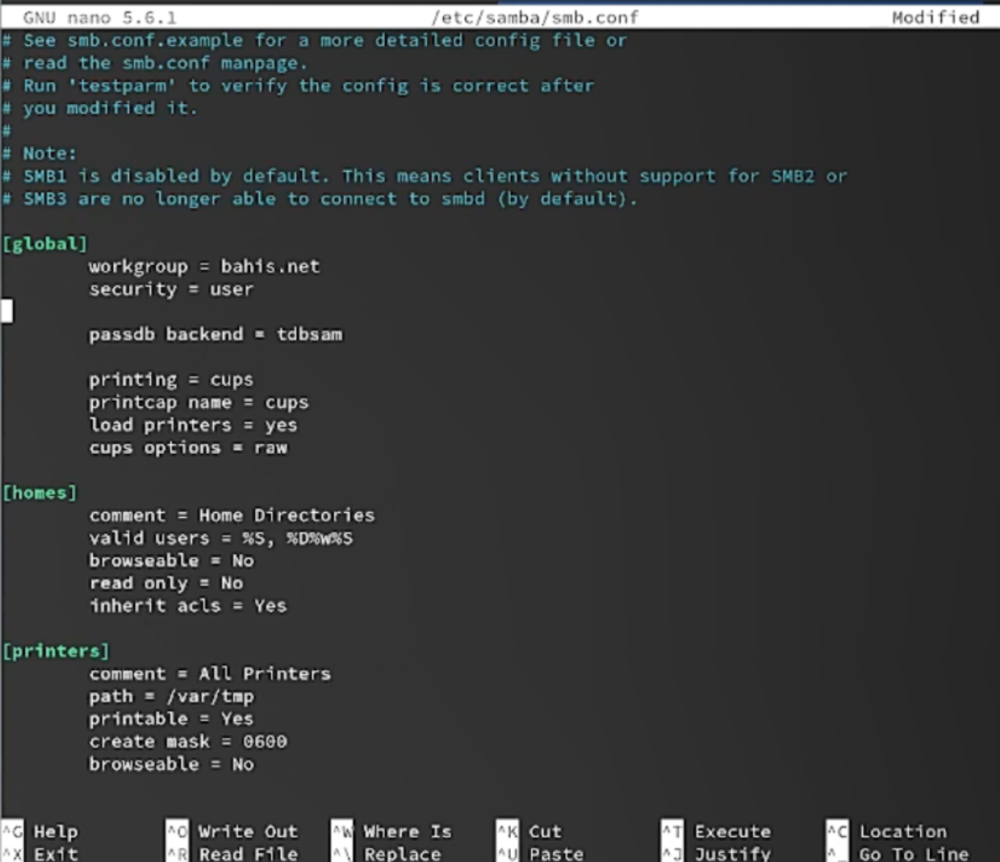 GNU nano 5.6.1 /etc/samba/smb.conf Modified
# See smb.conf.example for a more detailed config file or
# read the smb.conf manpage.
# Run 'testparm' to verify the config is correct after
# you modified it.
#
# Note:
# SMB1 is disabled by default. This means clients without support for SMB2 or
# SMB3 are no longer able to connect to smbd (by default).
[global]
workgroup = bahis.net
security = user
passdb backend = tdbsam
printing = cups
printcap name = cups
load printers = yes
cups options = raw
[homes]
comment = Home Directories
valid users = %S, %D%w%S
browseable = No
read only = No
inherit acls = Yes
[printers]
comment = All Printers
path = /var/tmp
printable = Yes
create mask = 0600
browseable = No
^G Help ^O Write Out ^W Where Is ^K Cut ^T Execute ^C Location
^X Exit ^R Read File ^\ Replace ^U Paste ^J Justify ^_ Go To Line